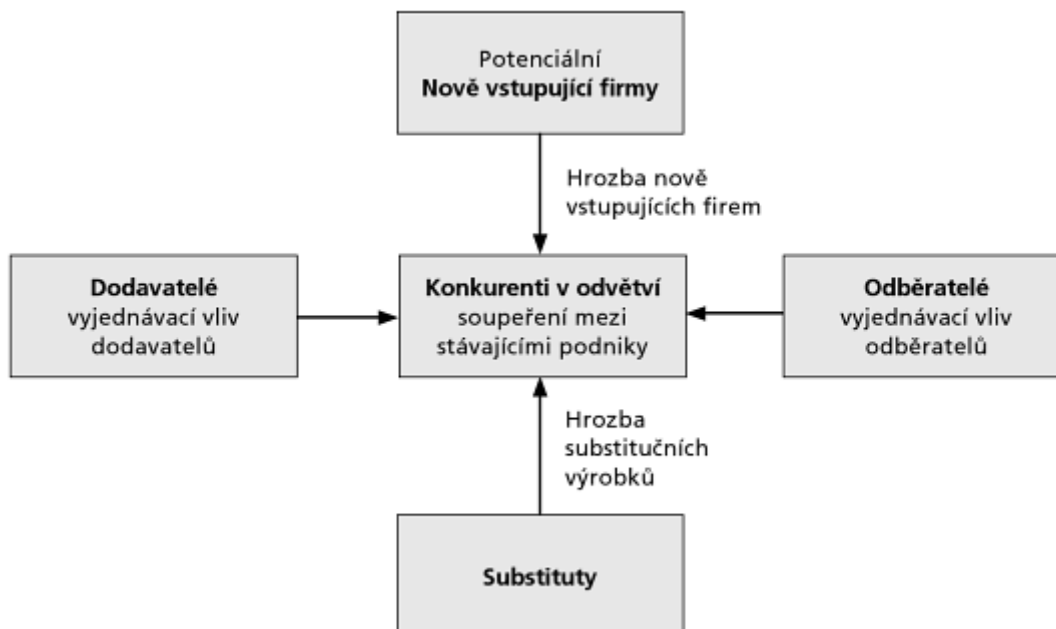 Potenciální
Nově vstupující firmy
Hrozba nově
vstupujících firem
Dodavatelé
vyjednávací vliv
dodavatelů
Konkurenti v odvětví
soupeření mezi
stávajícími podniky
Odběratelé
vyjednávací vliv
odběratelů
Hrozba
substitučních
výrobků
Substituty